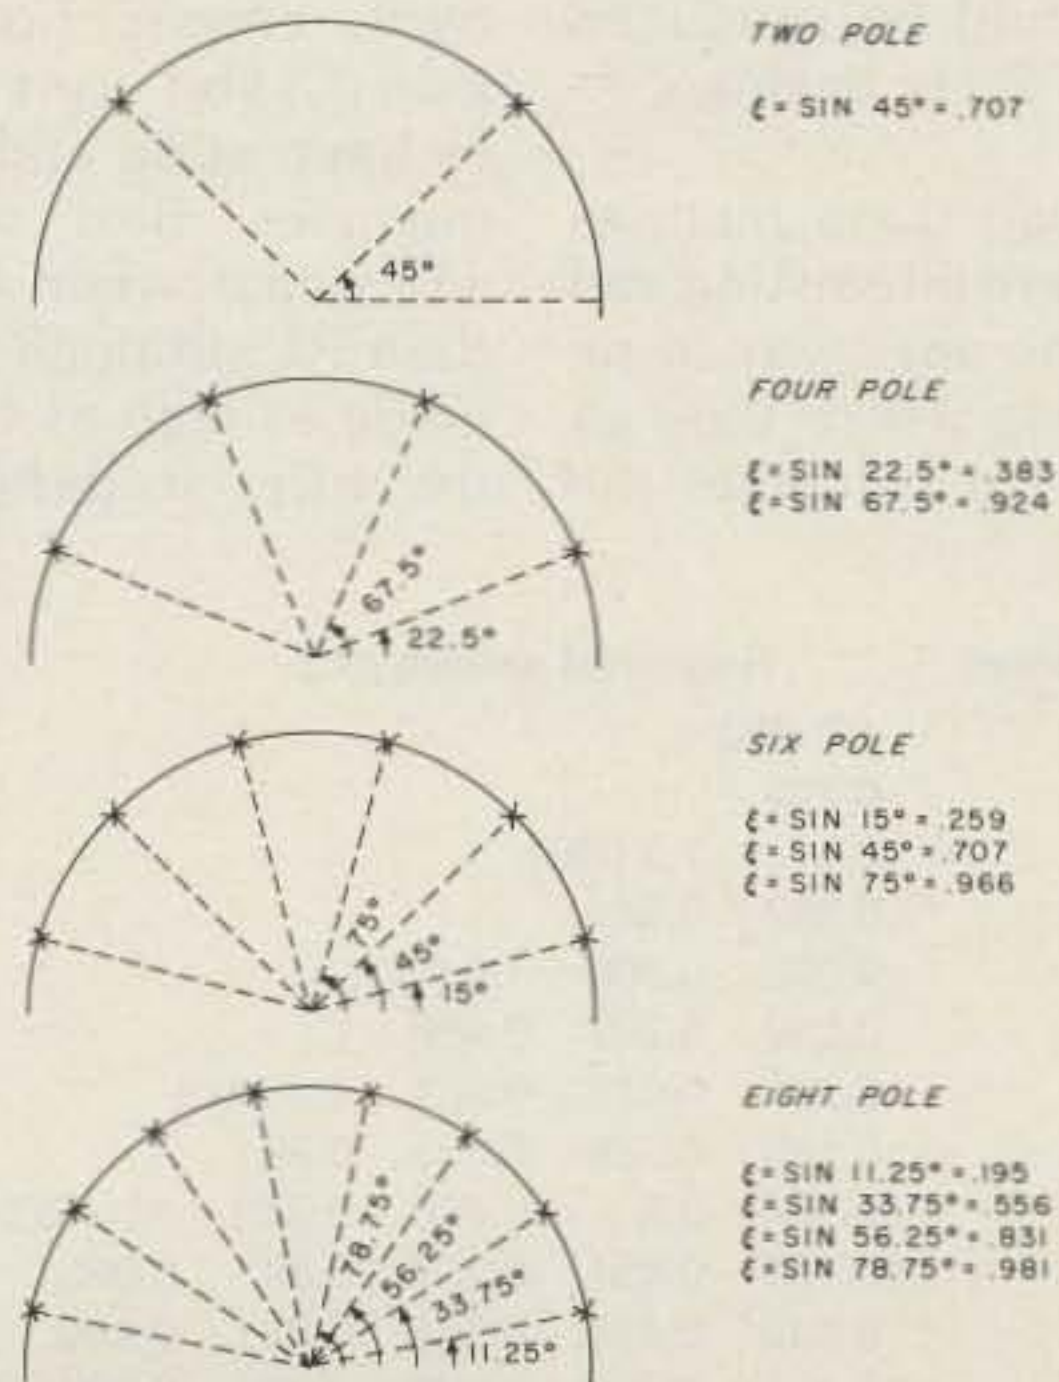 TWO POLE
ξ = SIN 45° = .707
45°
FOUR POLE
ξ = SIN 22.5° = .383
ξ = SIN 67.5° = .924
67.5°
22.5°
SIX POLE
ξ = SIN 15° = .259
ξ = SIN 45° = .707
ξ = SIN 75° = .966
75°
45°
15°
EIGHT POLE
ξ = SIN 11.25° = .195
ξ = SIN 33.75° = .556
ξ = SIN 56.25° = .831
ξ = SIN 78.75° = .981
78.75°
56.25°
33.75°
11.25°